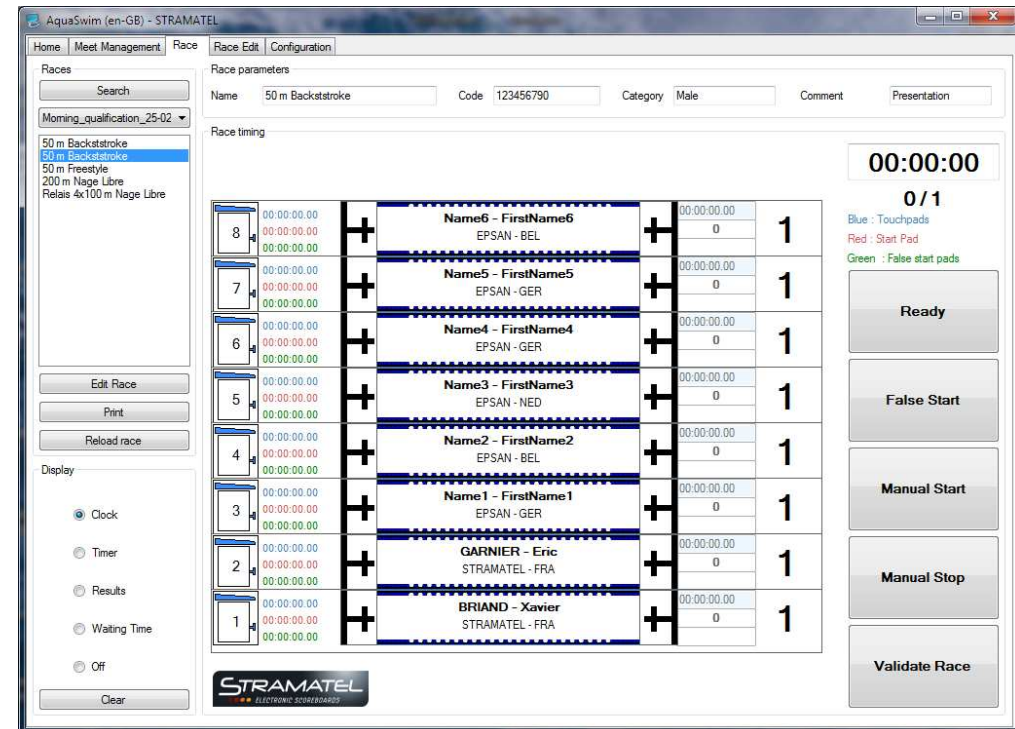 AquaSwim (en-GB) - STRAMATEL
Home Meet Management Race Race Edit Configuration
Races
Search
Morning_qualification_25-02
50 m Backststroke
50 m Backststroke
50 m Freestyle
200 m Nage Libre
Relais 4x100 m Nage Libre
Edit Race
Print
Reload race
Display
Clock
Timer
Results
Waiting Time
Off
Clear
Race parameters
Name 50 m Backststroke Code 123456790 Category Male Comment Presentation
Race timing
8 00:00:00.00 00:00:00.00 00:00:00.00
Name6 - FirstName6
EPSAN - BEL
00:00:00.00
0
1
7 00:00:00.00 00:00:00.00 00:00:00.00
Name5 - FirstName5
EPSAN - GER
00:00:00.00
0
1
6 00:00:00.00 00:00:00.00 00:00:00.00
Name4 - FirstName4
EPSAN - GER
00:00:00.00
0
1
5 00:00:00.00 00:00:00.00 00:00:00.00
Name3 - FirstName3
EPSAN - NED
00:00:00.00
0
1
4 00:00:00.00 00:00:00.00 00:00:00.00
Name2 - FirstName2
EPSAN - BEL
00:00:00.00
0
1
3 00:00:00.00 00:00:00.00 00:00:00.00
Name1 - FirstName1
EPSAN - GER
00:00:00.00
0
1
2 00:00:00.00 00:00:00.00 00:00:00.00
GARNIER - Eric
STRAMATEL - FRA
00:00:00.00
0
1
1 00:00:00.00 00:00:00.00 00:00:00.00
BRIAND - Xavier
STRAMATEL - FRA
00:00:00.00
0
1
STRAMATEL
ELECTRONIC SCOREBOARDS
00:00:00
0 / 1
Blue : Touchpads
Red : Start Pad
Green : False start pads
Ready
False Start
Manual Start
Manual Stop
Validate Race